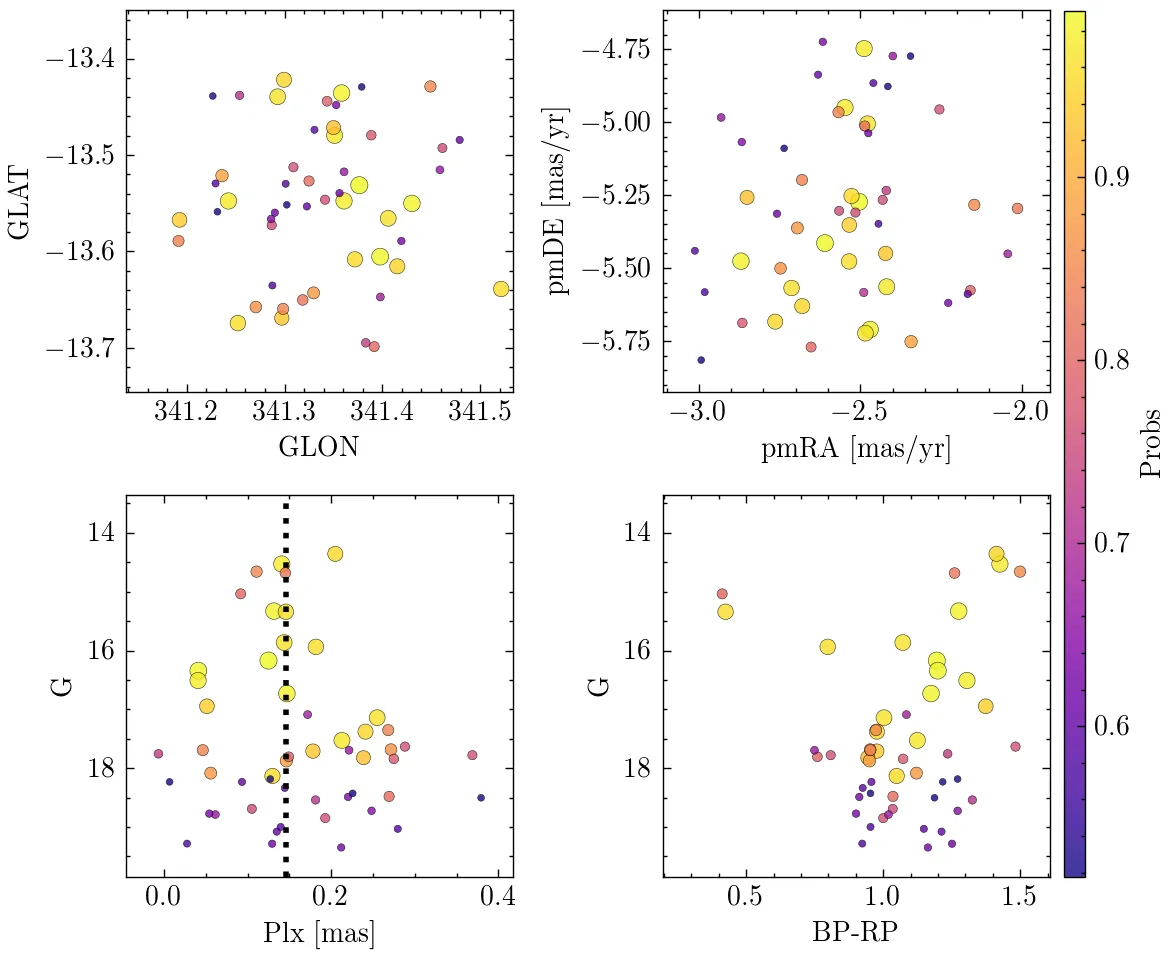 −13.4
−13.5
−13.6
−13.7
GLAT
341.2 341.3 341.4 341.5
GLON
−4.75
−5.00
−5.25
−5.50
−5.75
pmDE [mas/yr]
−3.0 −2.5 −2.0
pmRA [mas/yr]
14
16
18
G
0.0 0.2 0.4
Plx [mas]
14
16
18
G
0.5 1.0 1.5
BP-RP
0.9
0.8
0.7
0.6
Probs